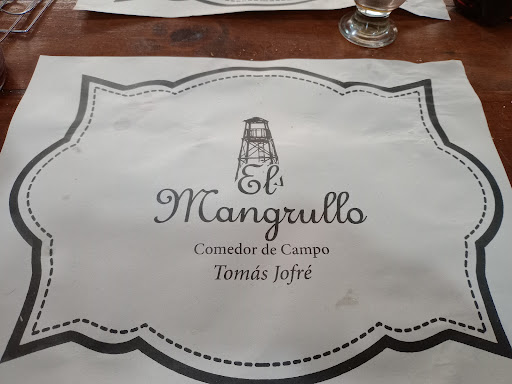 El
Mangrullo
Comedor de Campo
Tomás Jofré